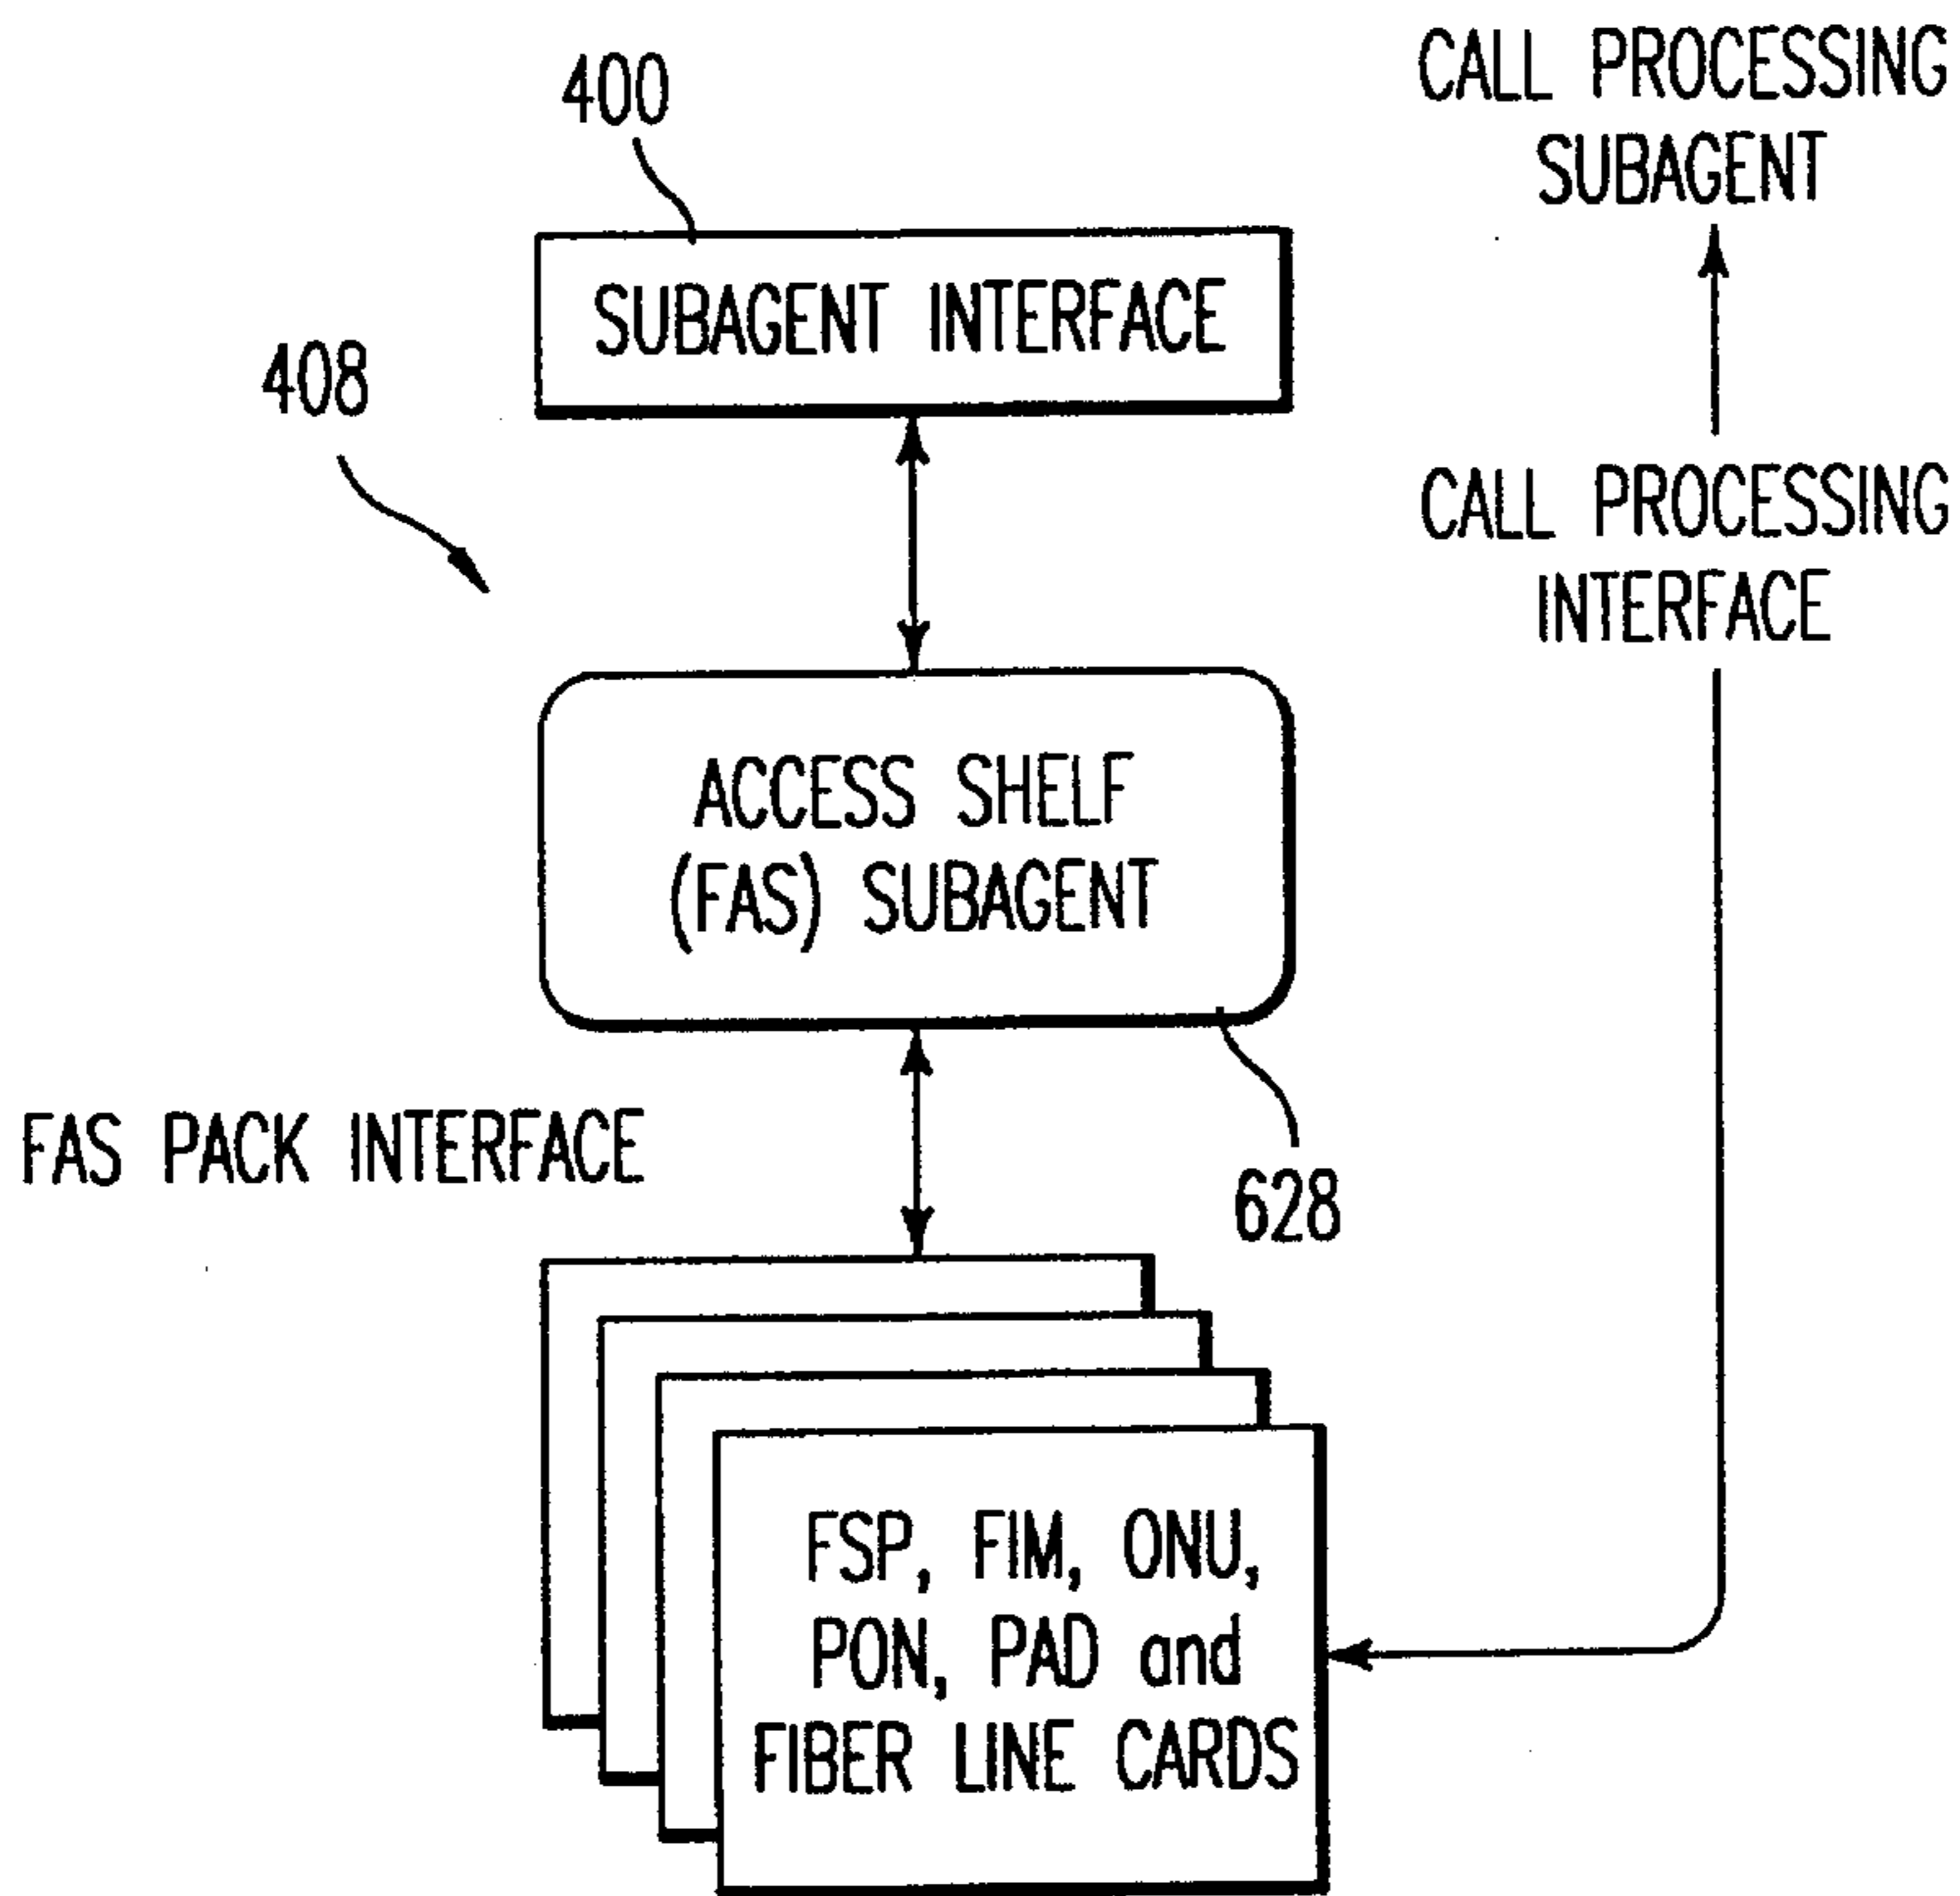 400
SUBAGENT INTERFACE
408
CALL PROCESSING
SUBAGENT
CALL PROCESSING
INTERFACE
ACCESS SHELF
(FAS) SUBAGENT
628
FAS PACK INTERFACE
FSP, FIM, ONU,
PON, PAD and
FIBER LINE CARDS